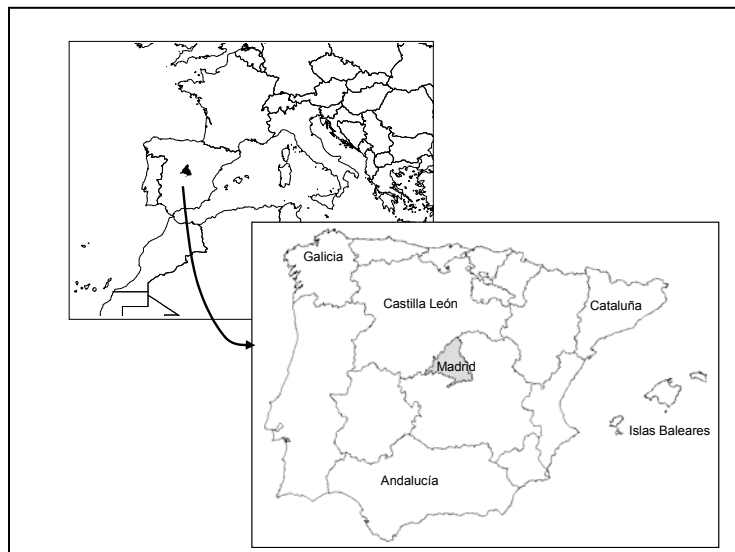 Galicia
Castilla León
Cataluña
Madrid
Islas Baleares
Andalucía